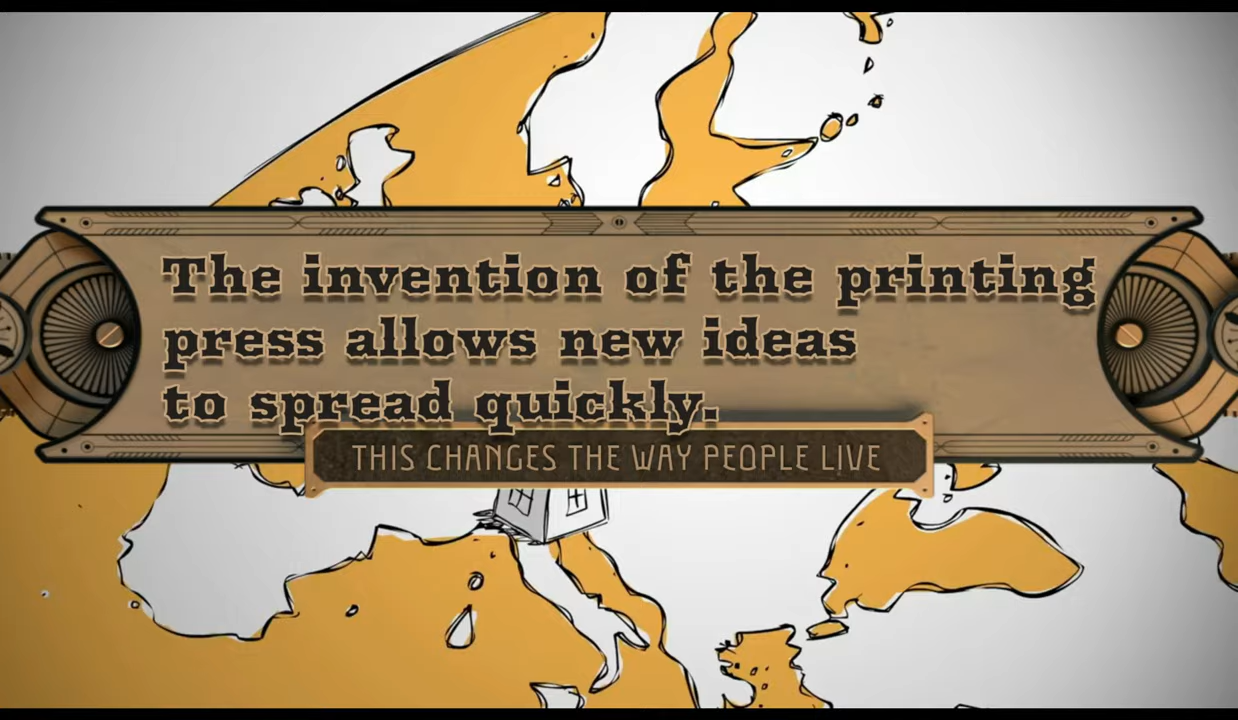 The invention of the printing
press allows new ideas
to spread quickly.
THIS CHANGES THE WAY PEOPLE LIVE